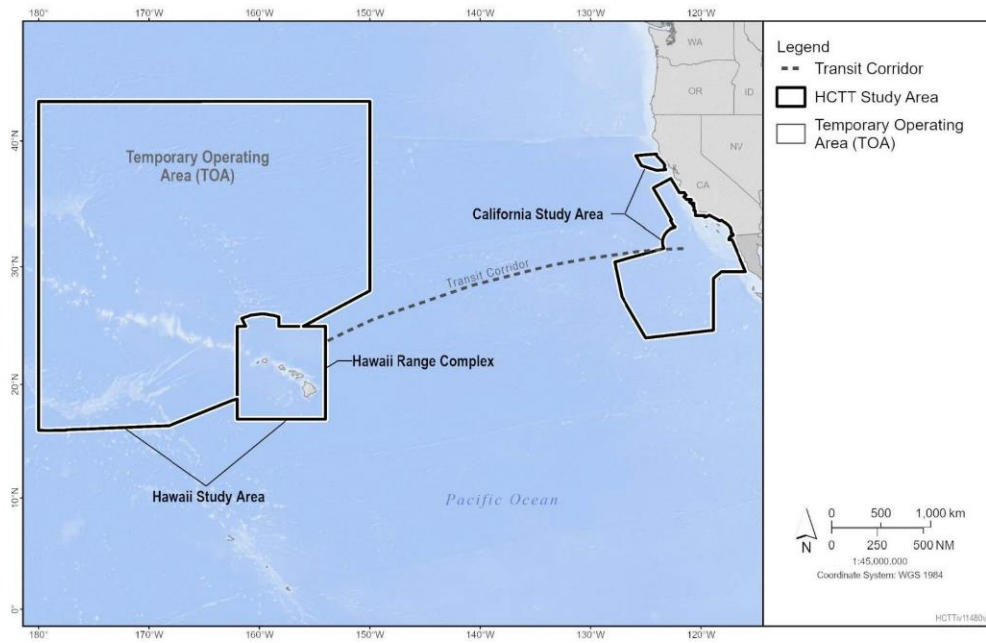 180°
170°W
160°W
150°W
140°W
130°W
120°W
WA
OR
ID
NV
CA
40°N
30°N
20°N
10°N
0°
Temporary Operating
Area (TOA)
California Study Area
Transit Corridor
Hawaii Range Complex
Hawaii Study Area
Pacific Ocean
180°
170°W
160°W
150°W
140°W
130°W
120°W
Legend
Transit Corridor
HCTT Study Area
Temporary Operating
Area (TOA)
N
0 500 1,000 km
0 250 500 NM
1:45,000,000
Coordinate System: WGS 1984